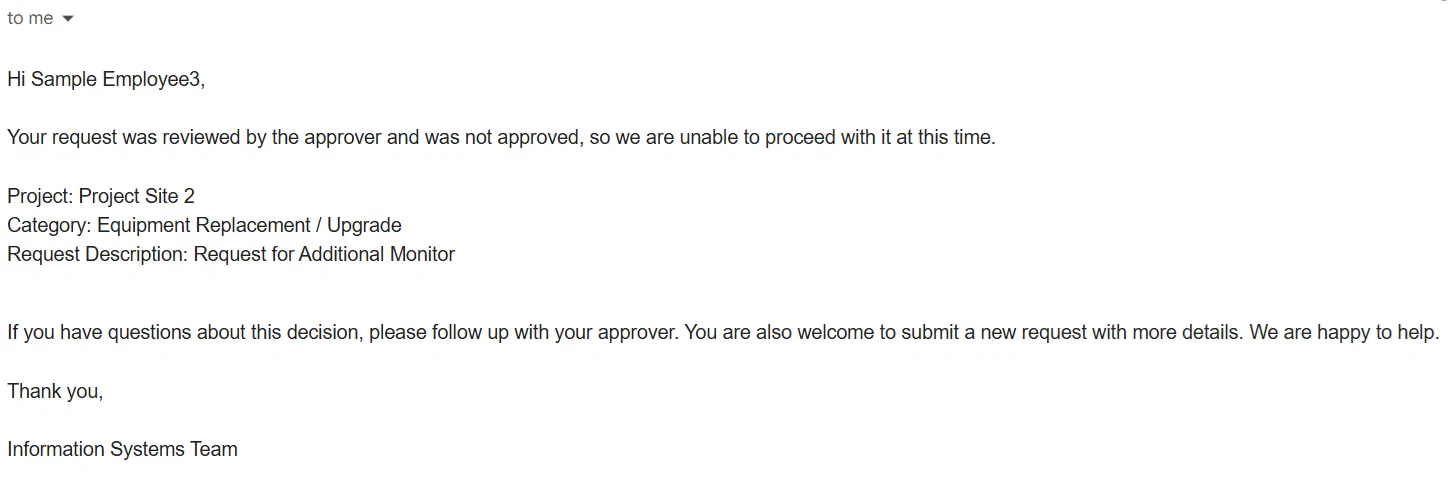 to me
Hi Sample Employee3,
Your request was reviewed by the approver and was not approved, so we are unable to proceed with it at this time.
Project: Project Site 2
Category: Equipment Replacement / Upgrade
Request Description: Request for Additional Monitor
If you have questions about this decision, please follow up with your approver. You are also welcome to submit a new request with more details. We are happy to help.
Thank you,
Information Systems Team